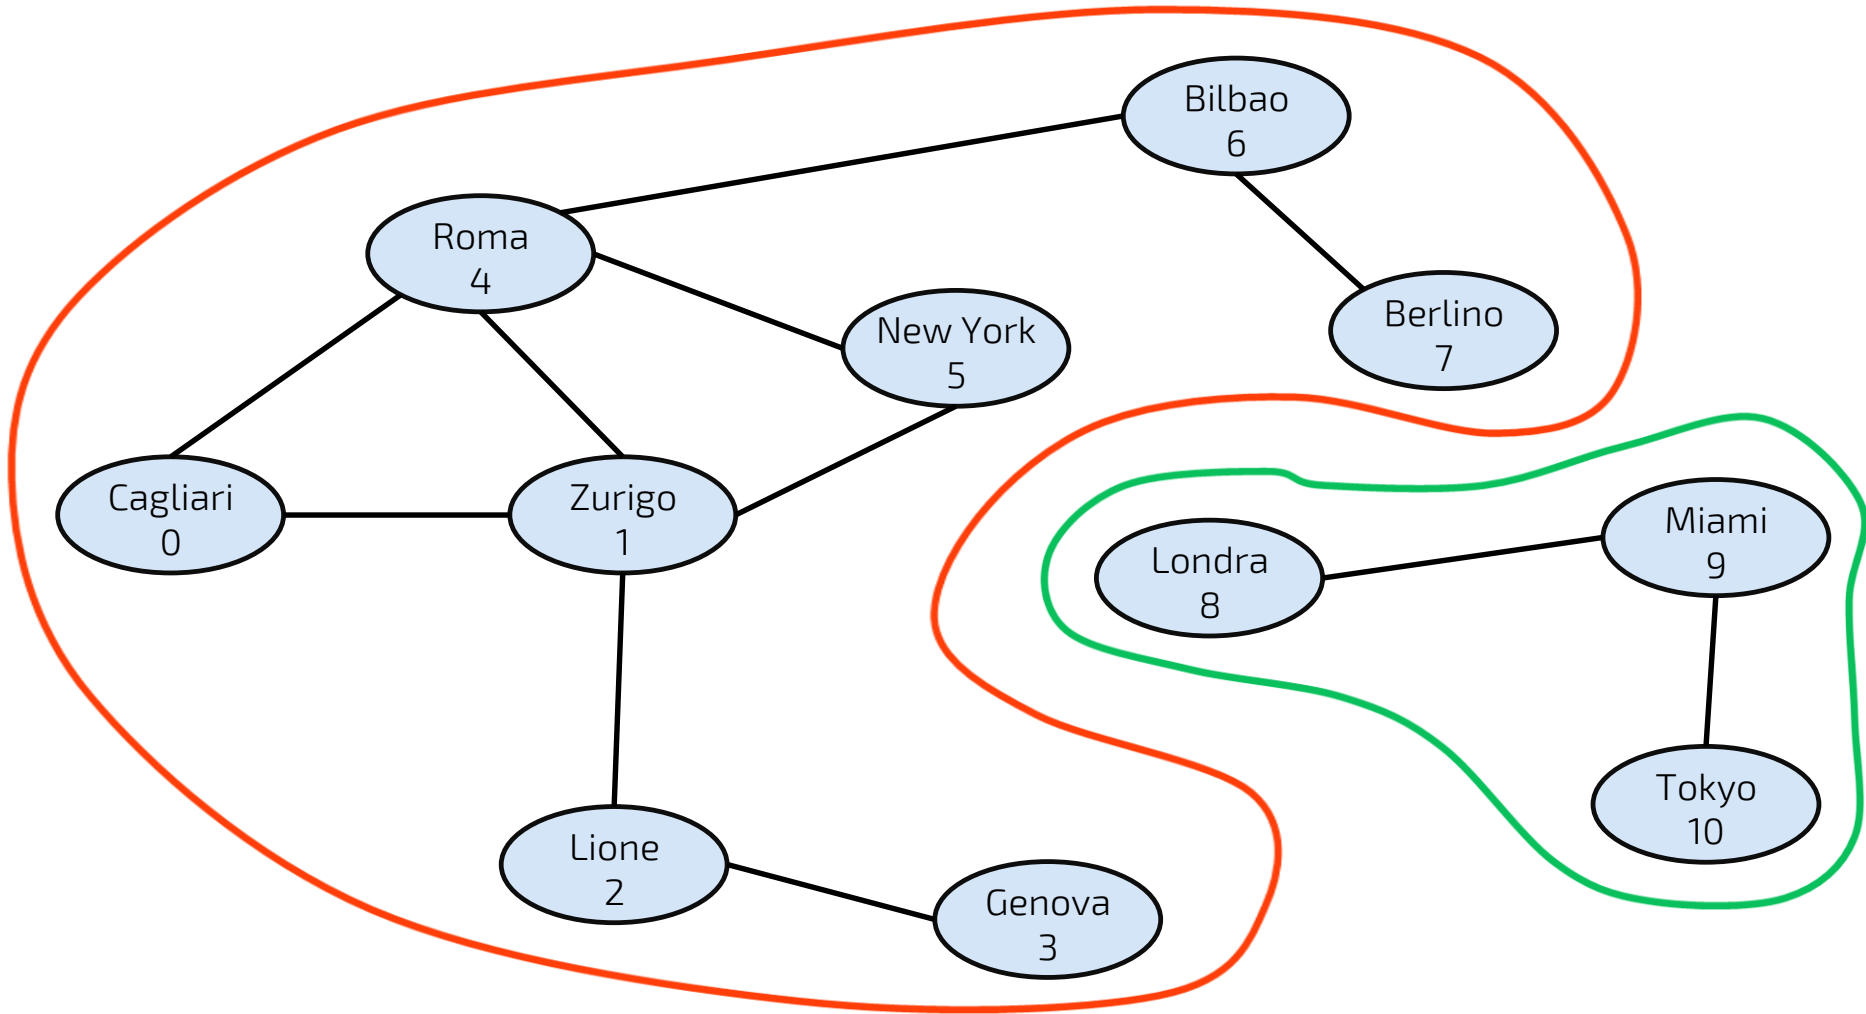 Bilbao
6
Roma
4
New York
5
Berlino
7
Cagliari
0
Zurigo
1
Londra
8
Miami
9
Tokyo
10
Lione
2
Genova
3